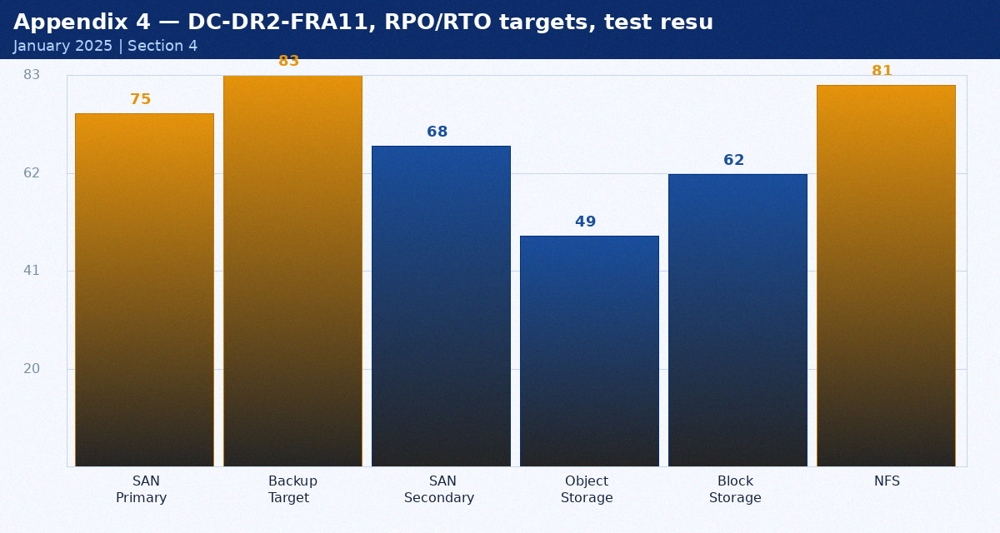 Appendix 4 — DC-DR2-FRA11, RPO/RTO targets, test resu
January 2025 | Section 4
83
81
83
75
68
62
62
49
41
20
SAN
Primary
Backup
Target
SAN
Secondary
Object
Storage
Block
Storage
NFS